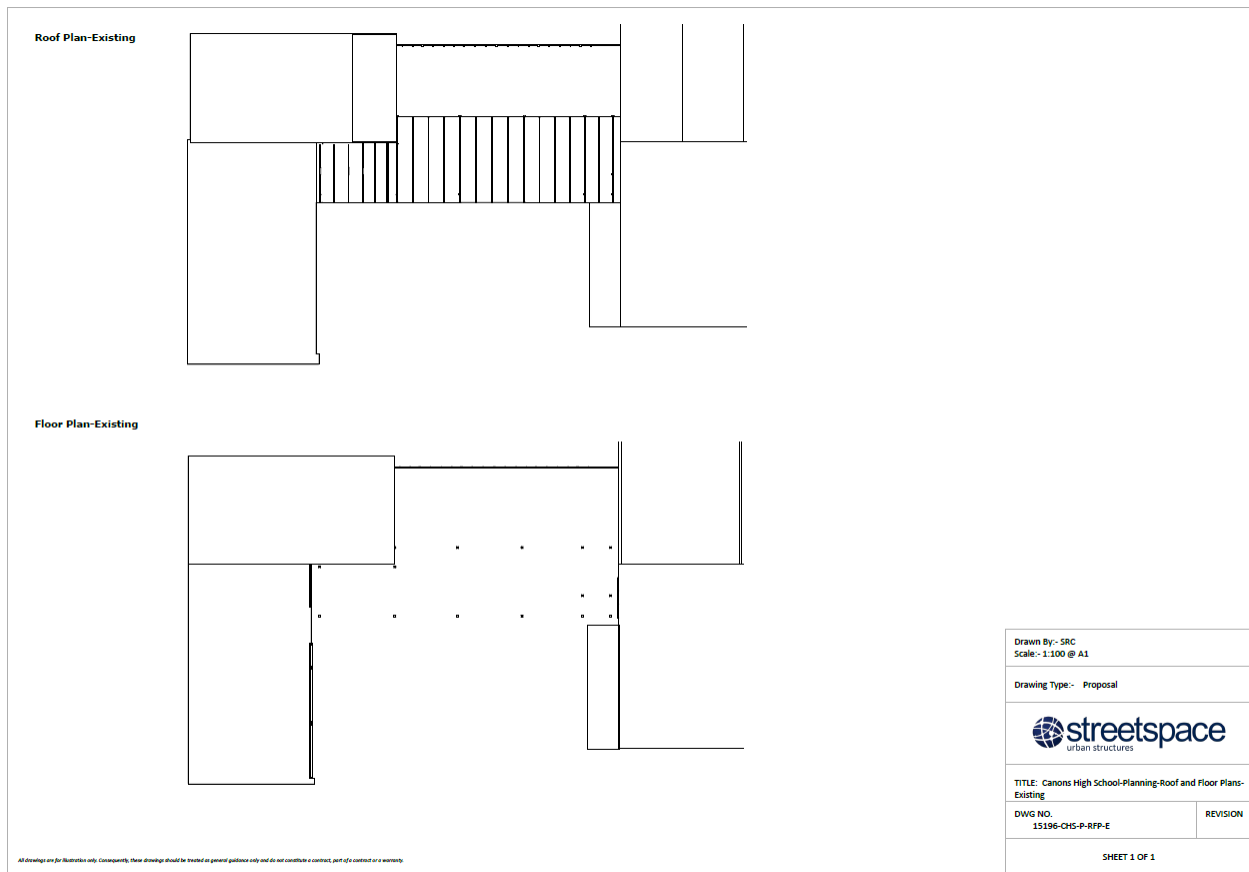 Roof Plan-Existing
Floor Plan-Existing
Drawn By:- SRC
Scale:- 1:100 @ A1
Drawing Type:- Proposal
streetspace
urban structures
TITLE: Canons High School-Planning-Roof and Floor Plans-
Existing
DWG NO.
15196-CHS-P-RFP-E
REVISION
SHEET 1 OF 1
All drawings are for illustration only. Consequently, these drawings should be treated as general guidance only and do not constitute a contract, part of a contract or a warranty.